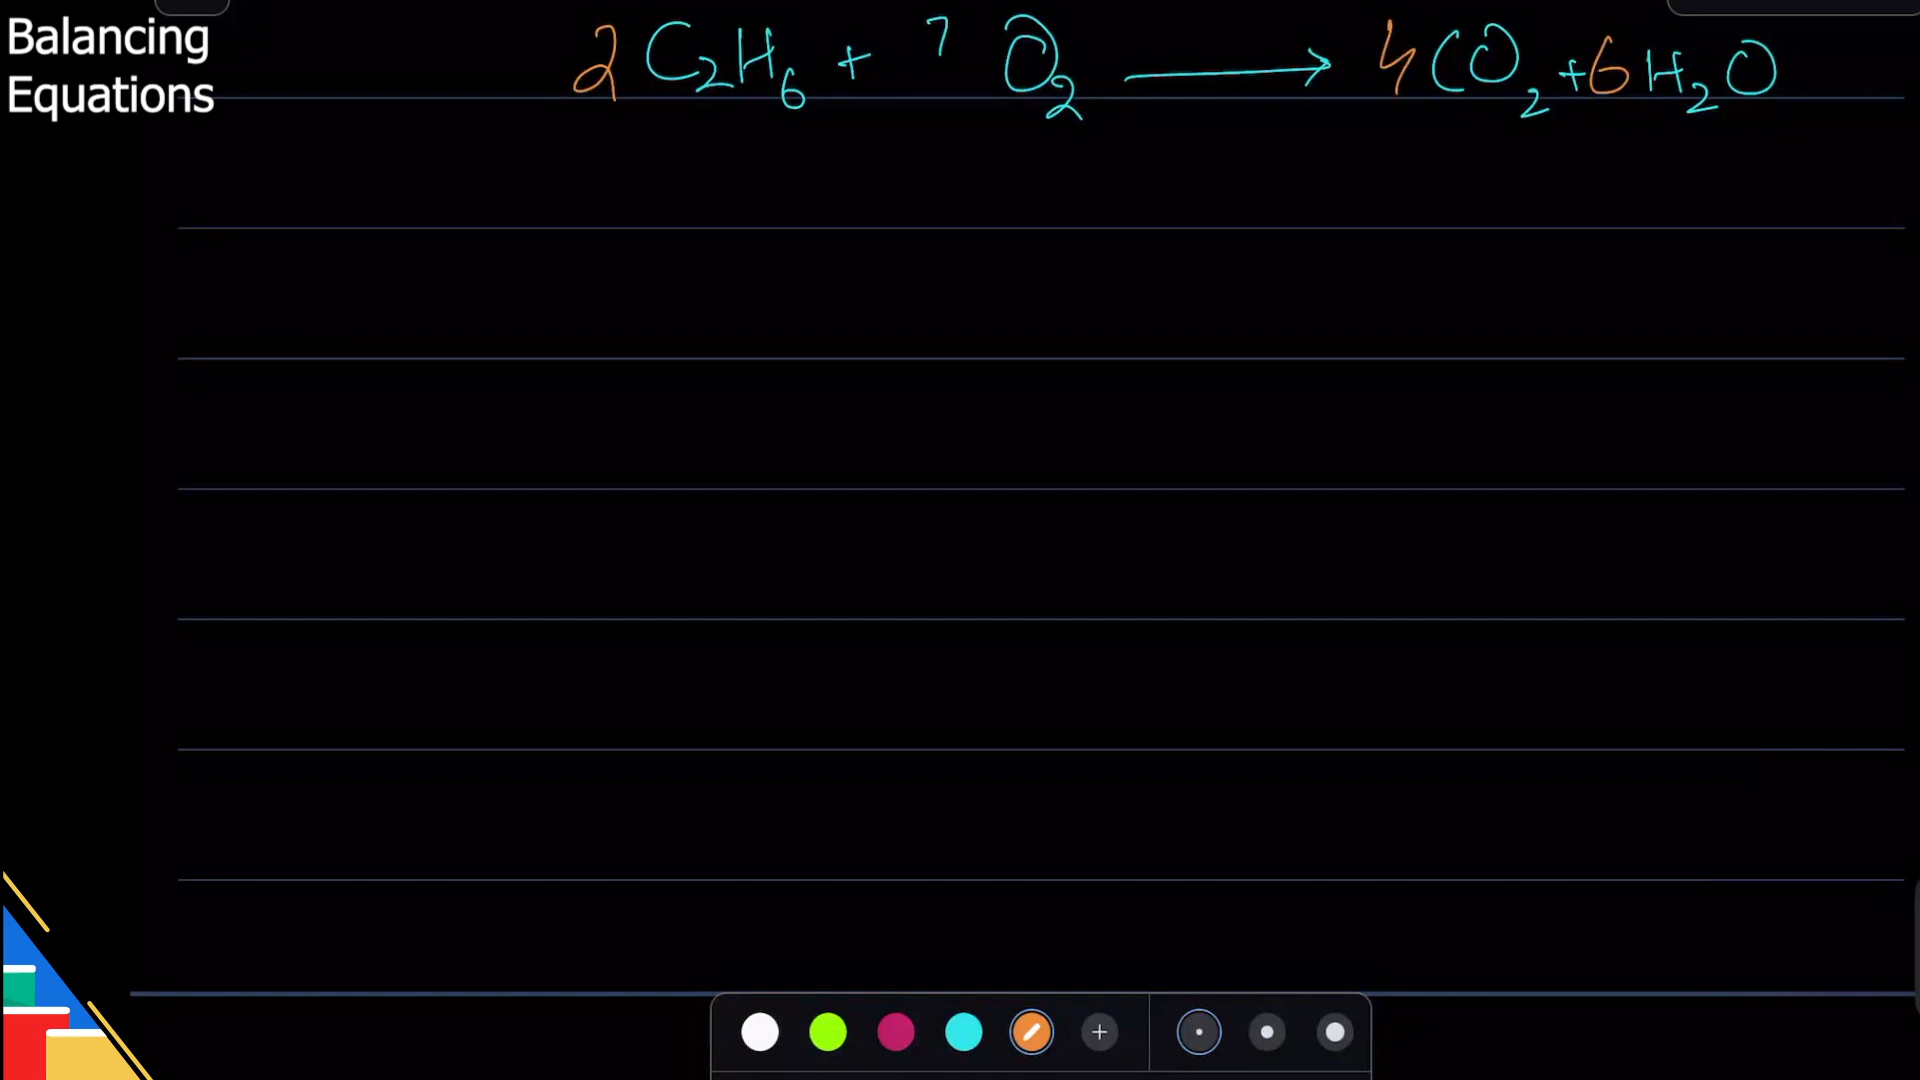 Balancing
Equations
2 C₂H₆ + 7 O₂ ⟶ 4 CO₂ + 6 H₂O